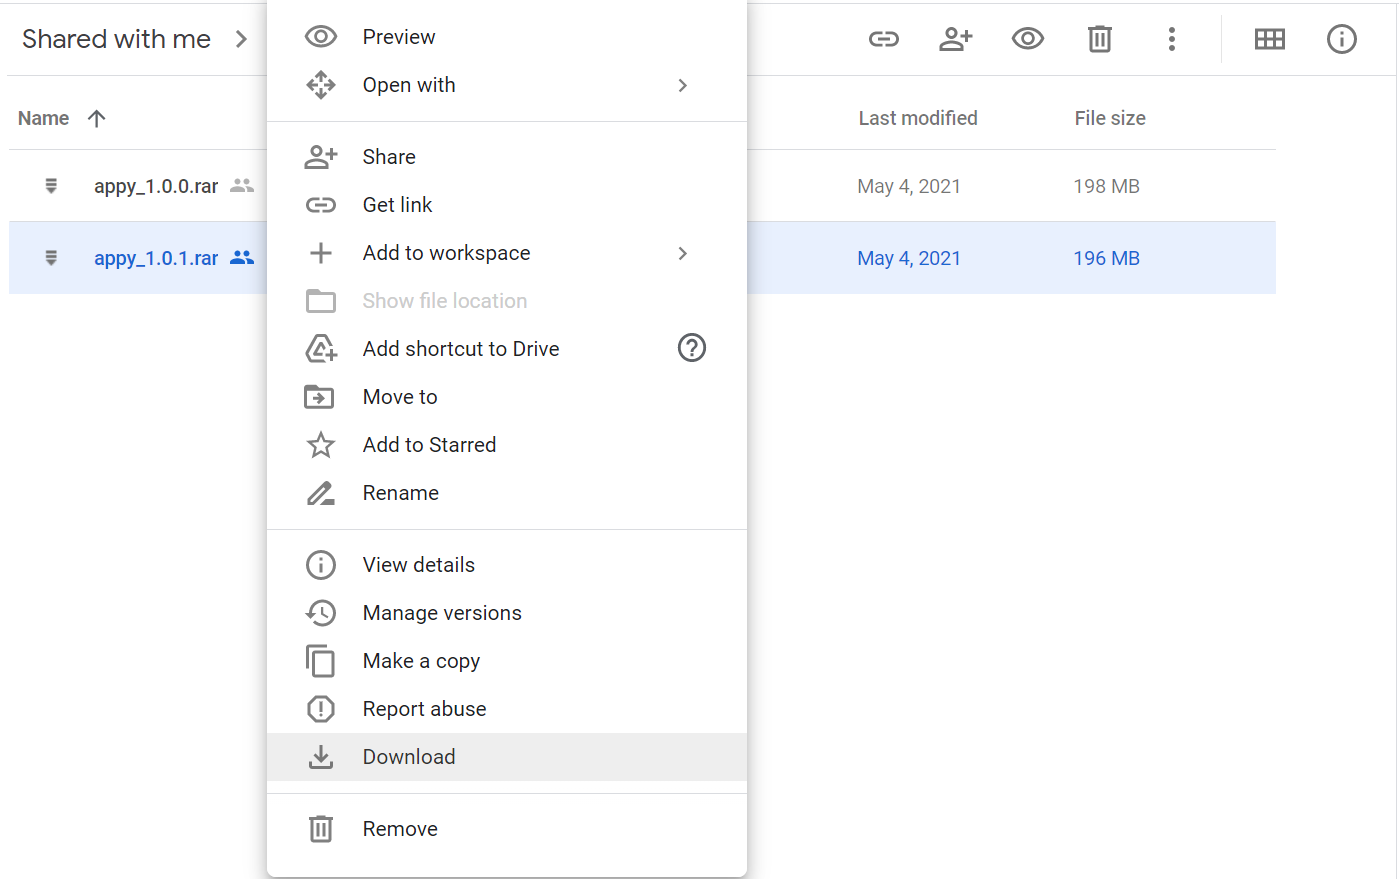 Shared with me
Name
Last modified
File size
appy_1.0.0.rar
May 4, 2021
198 MB
appy_1.0.1.rar
May 4, 2021
196 MB
Preview
Open with
Share
Get link
Add to workspace
Show file location
Add shortcut to Drive
Move to
Add to Starred
Rename
View details
Manage versions
Make a copy
Report abuse
Download
Remove